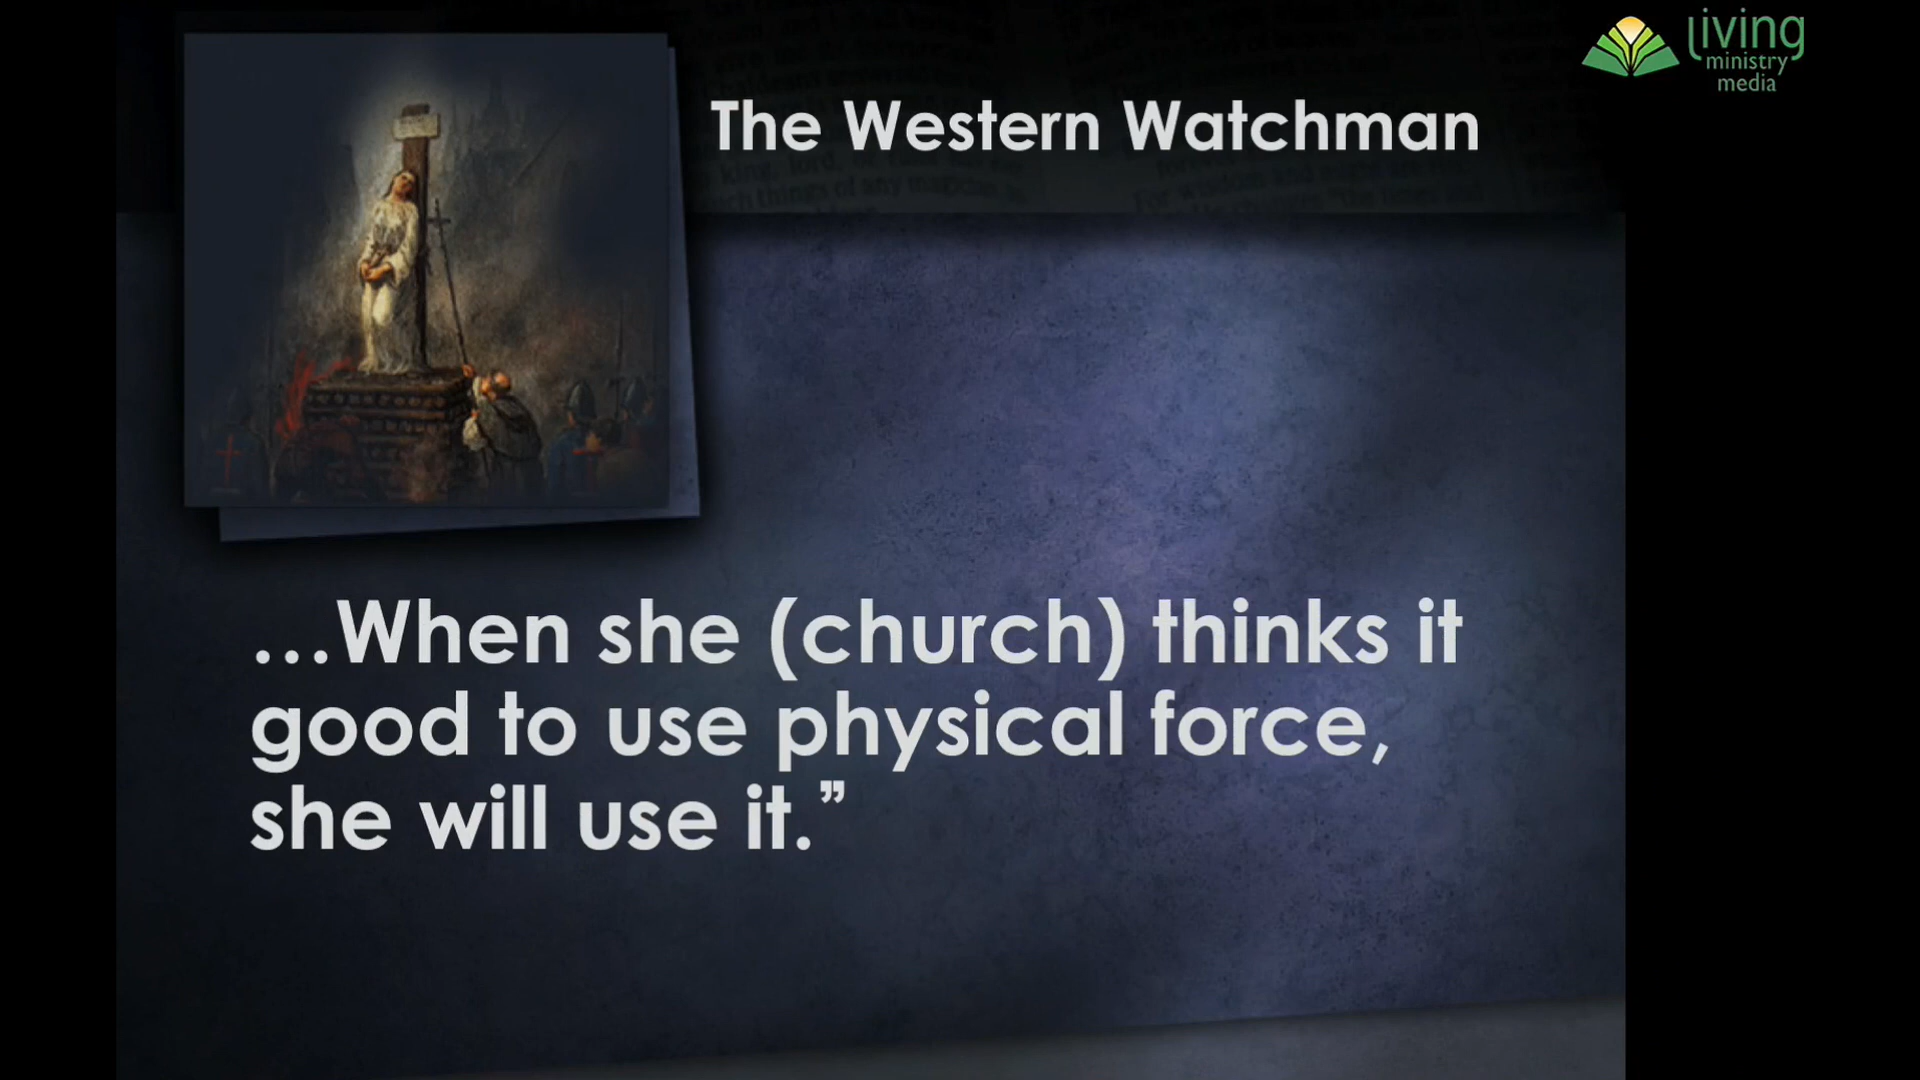 The Western Watchman
living
ministry
media
...When she (church) thinks it
good to use physical force,
she will use it.”